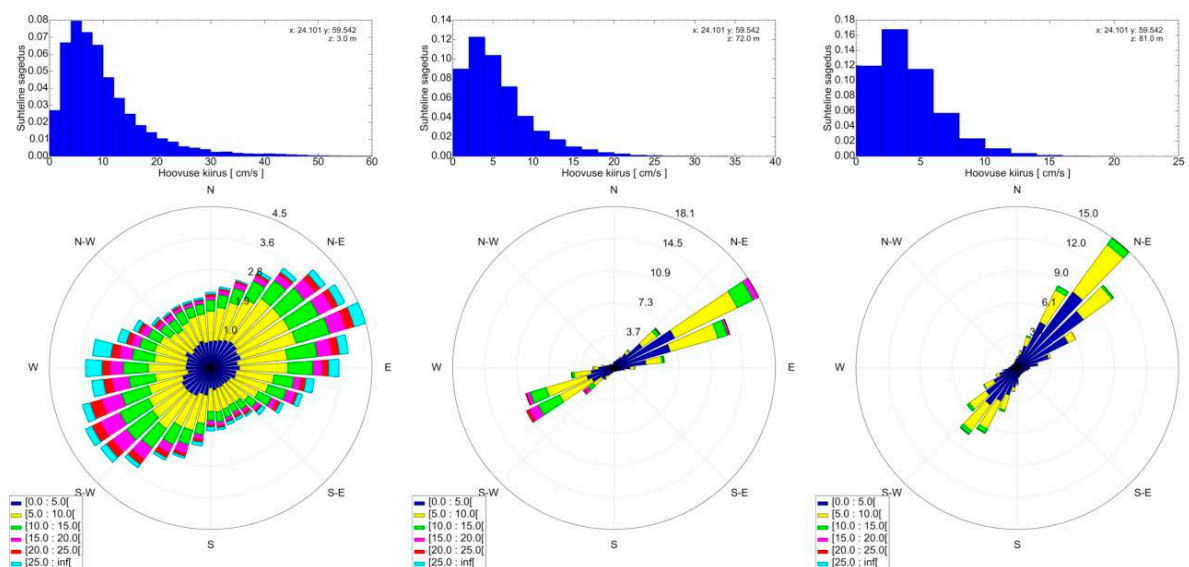 0.08
0.07
0.06
0.05
0.04
0.03
0.02
0.01
0.00
Suhteline sagedus
x: 24.101 y: 59.542
z: 3.0 m
0 10 20 30 40 50 60
Hoovuse kiirus [ cm/s ]
N
4.5
3.6
2.8
1.9
1.0
N-W
N-E
W
E
S-W
S-E
S
[0.0 : 5.0[
[5.0 : 10.0[
[10.0 : 15.0[
[15.0 : 20.0[
[20.0 : 25.0[
[25.0 : inf[
0.14
0.12
0.10
0.08
0.06
0.04
0.02
0.00
Suhteline sagedus
x: 24.101 y: 59.542
z: 72.0 m
0 5 10 15 20 25 30 35 40
Hoovuse kiirus [ cm/s ]
N
18.1
14.5
10.9
7.3
3.7
N-W
N-E
W
E
S-W
S-E
S
[0.0 : 5.0[
[5.0 : 10.0[
[10.0 : 15.0[
[15.0 : 20.0[
[20.0 : 25.0[
[25.0 : inf[
0.18
0.16
0.14
0.12
0.10
0.08
0.06
0.04
0.02
0.00
Suhteline sagedus
x: 24.101 y: 59.542
z: 81.0 m
0 5 10 15 20 25
Hoovuse kiirus [ cm/s ]
N
15.0
12.0
9.0
6.1
N-W
N-E
W
E
S-W
S-E
S
[0.0 : 5.0[
[5.0 : 10.0[
[10.0 : 15.0[
[15.0 : 20.0[
[20.0 : 25.0[
[25.0 : inf[